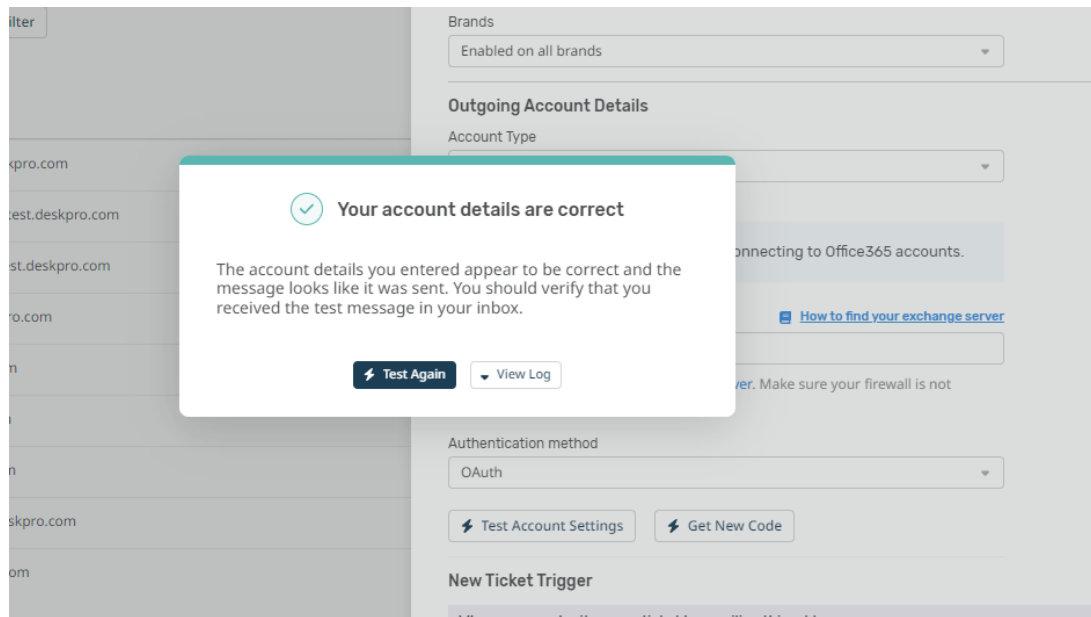 ilter
Brands
Enabled on all brands
Outgoing Account Details
Account Type
kpro.com
test.deskpro.com
Your account details are correct
onnecting to Office365 accounts.
st.deskpro.com
The account details you entered appear to be correct and the
message looks like it was sent. You should verify that you
received the test message in your inbox.
ro.com
How to find your exchange server
m
Test Again
View Log
ver. Make sure your firewall is not
Authentication method
n
OAuth
skpro.com
Test Account Settings
Get New Code
om
New Ticket Trigger